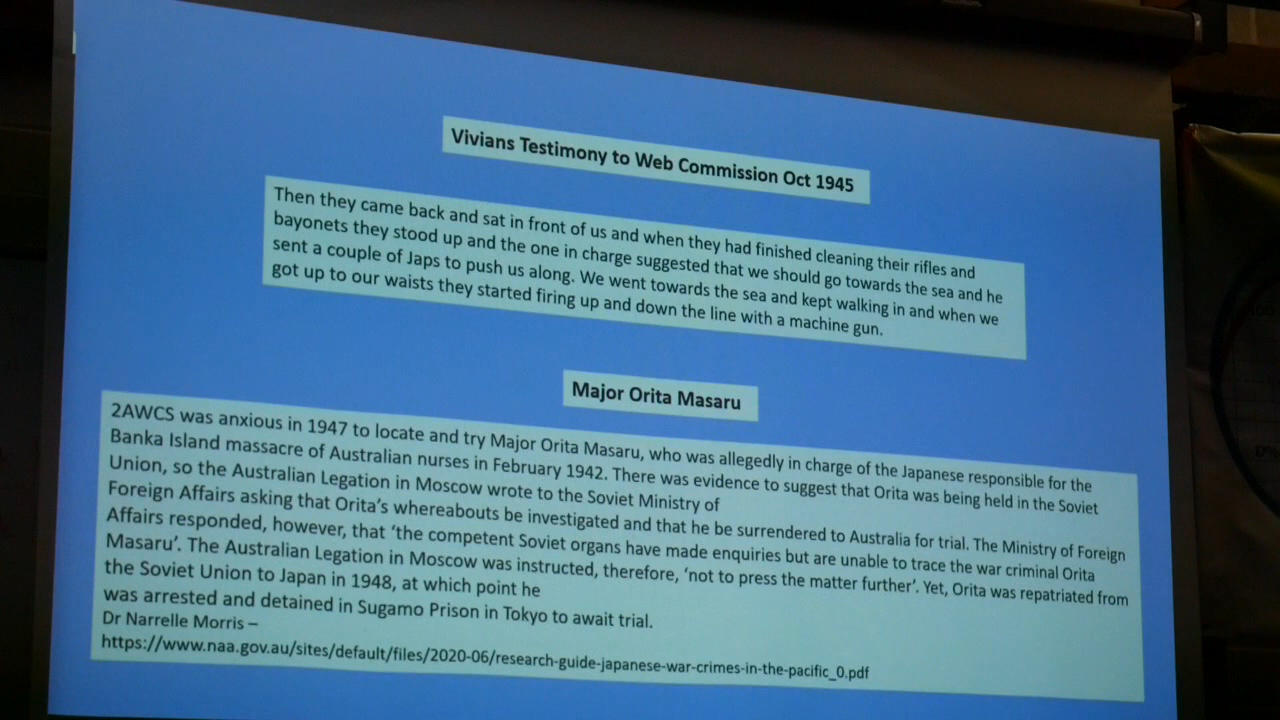 Vivians Testimony to Web Commission Oct 1945
Then they came back and sat in front of us and when they had finished cleaning their rifles and
bayonets they stood up and the one in charge suggested that we should go towards the sea and he
sent a couple of Japs to push us along. We went towards the sea and kept walking in and when we
got up to our waists they started firing up and down the line with a machine gun.
Major Orita Masaru
2AWCS was anxious in 1947 to locate and try Major Orita Masaru, who was allegedly in charge of the Japanese responsible for the
Banka Island massacre of Australian nurses in February 1942. There was evidence to suggest that Orita was being held in the Soviet
Union, so the Australian Legation in Moscow wrote to the Soviet Ministry of
Foreign Affairs asking that Orita’s whereabouts be investigated and that he be surrendered to Australia for trial. The Ministry of Foreign
Affairs responded, however, that ‘the competent Soviet organs have made enquiries but are unable to trace the war criminal Orita
Masaru’. The Australian Legation in Moscow was instructed, therefore, ‘not to press the matter further’. Yet, Orita was repatriated from
the Soviet Union to Japan in 1948, at which point he
was arrested and detained in Sugamo Prison in Tokyo to await trial.
Dr Narrelle Morris –
https://www.naa.gov.au/sites/default/files/2020-06/research-guide-japanese-war-crimes-in-the-pacific_0.pdf